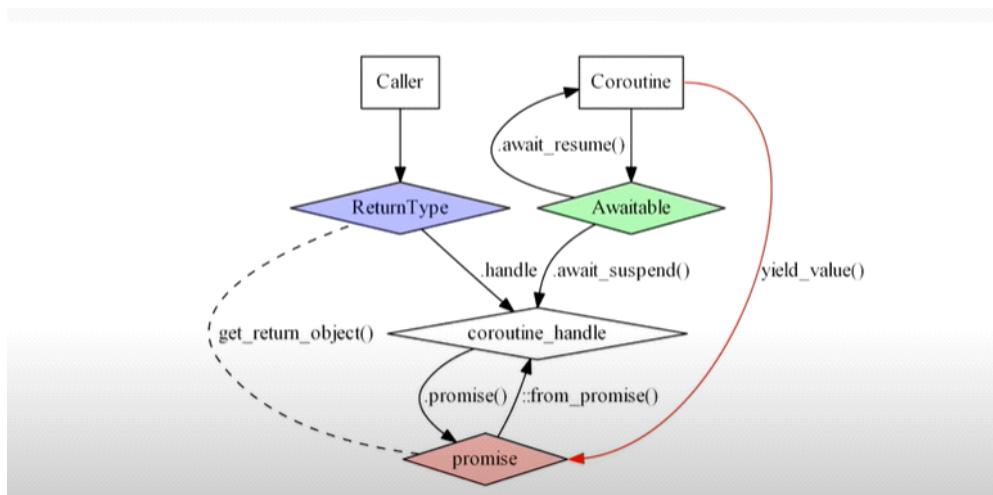 Caller
Coroutine
.await_resume()
ReturnType
Awaitable
.handle
.await_suspend()
yield_value()
get_return_object()
coroutine_handle
.promise()
::from_promise()
promise